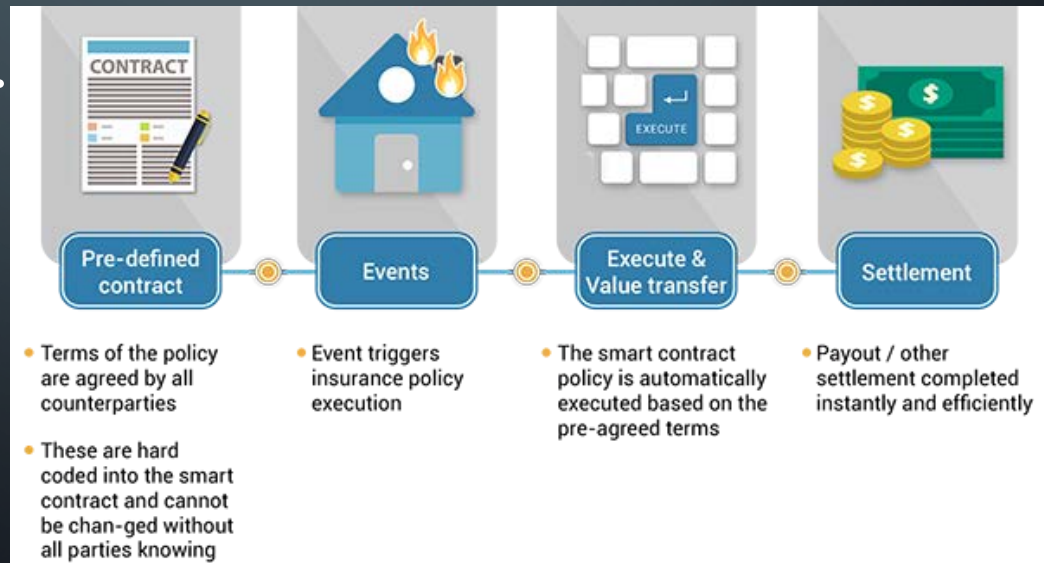 CONTRACT
EXECUTE
$
$
$
$
Pre-defined
contract
Events
Execute &
Value transfer
Settlement
• Terms of the policy
are agreed by all
counterparties
• These are hard
coded into the smart
contract and cannot
be chan-ged without
all parties knowing
• Event triggers
insurance policy
execution
• The smart contract
policy is automatically
executed based on the
pre-agreed terms
• Payout / other
settlement completed
instantly and efficiently